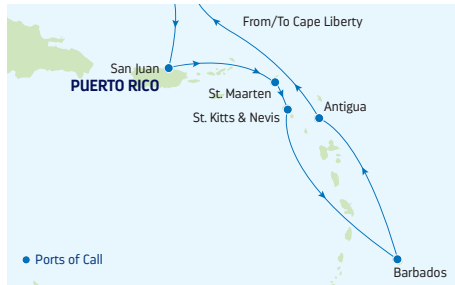 From/To Cape Liberty
San Juan
PUERTO RICO
St. Maarten
St. Kitts & Nevis
Antigua
Ports of Call
Barbados